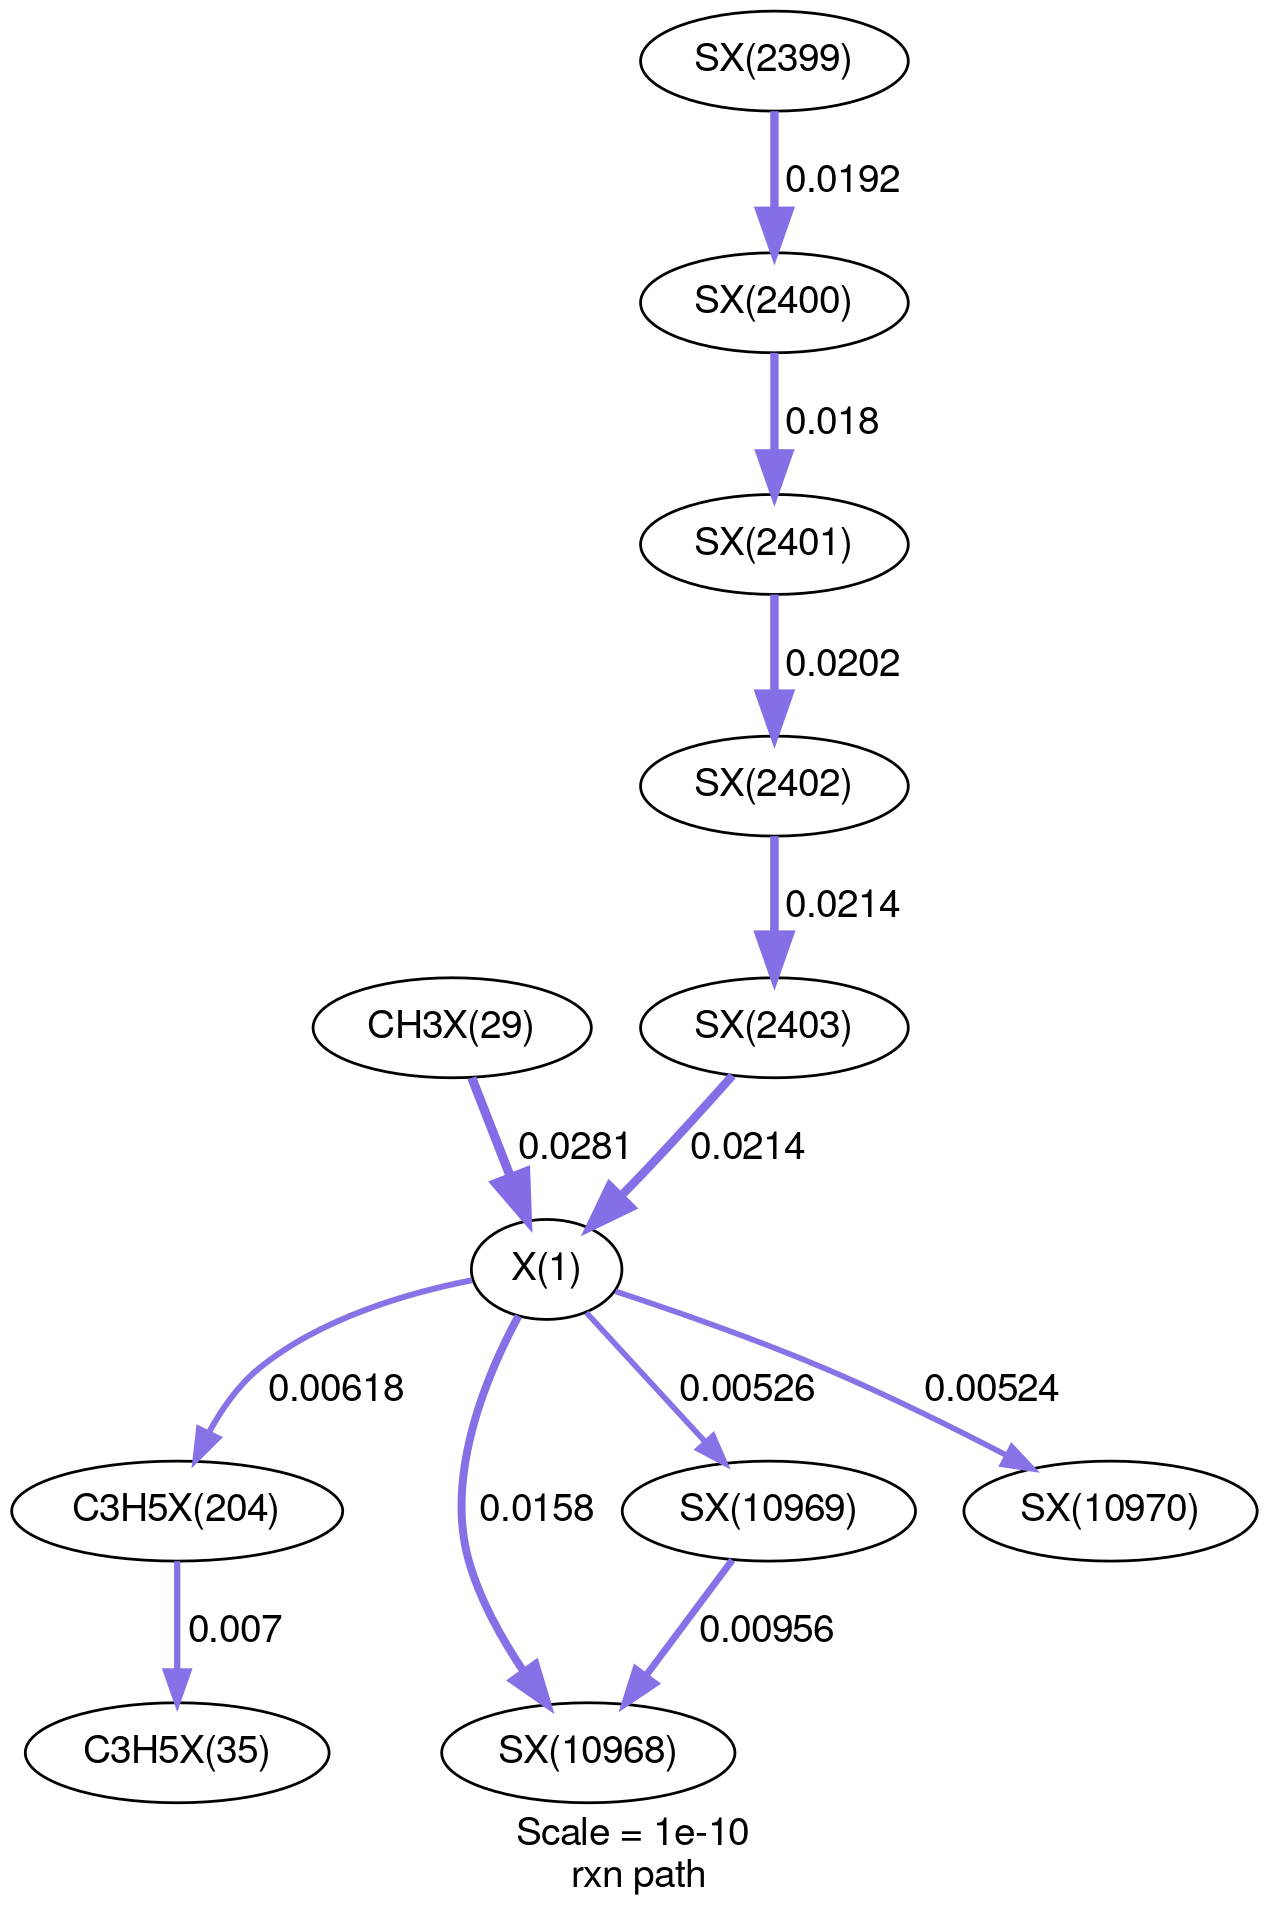 SX(2399)
0.0192
SX(2400)
0.018
SX(2401)
0.0202
SX(2402)
0.0214
CH3X(29)
SX(2403)
0.0281
0.0214
X(1)
0.00618
0.00526
0.00524
C3H5X(204)
0.0158
SX(10969)
SX(10970)
0.007
0.00956
C3H5X(35)
SX(10968)
Scale = 1e-10
rxn path